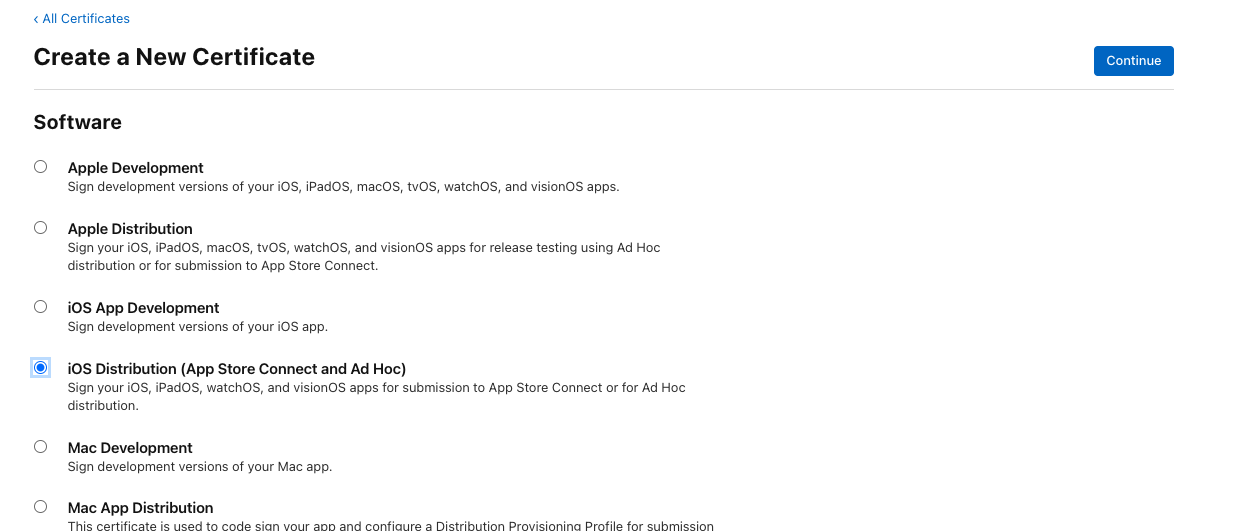 ‹ All Certificates
Create a New Certificate
Continue
Software
Apple Development
Sign development versions of your iOS, iPadOS, macOS, tvOS, watchOS, and visionOS apps.
Apple Distribution
Sign your iOS, iPadOS, macOS, tvOS, watchOS, and visionOS apps for release testing using Ad Hoc
distribution or for submission to App Store Connect.
iOS App Development
Sign development versions of your iOS app.
iOS Distribution (App Store Connect and Ad Hoc)
Sign your iOS, iPadOS, watchOS, and visionOS apps for submission to App Store Connect or for Ad Hoc
distribution.
Mac Development
Sign development versions of your Mac app.
Mac App Distribution
This certificate is used to code sign your app and configure a Distribution Provisioning Profile for submission